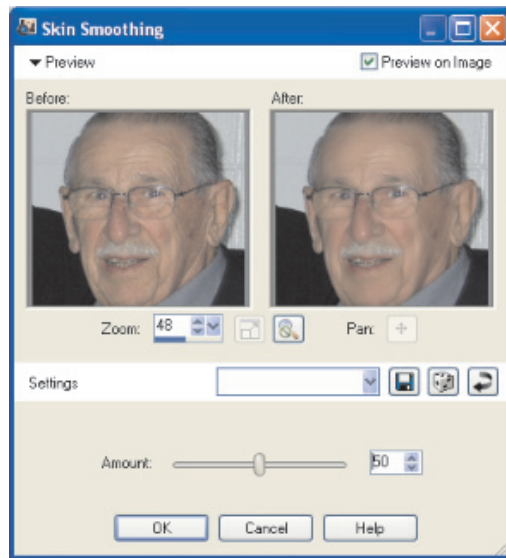 Skin Smoothing
Preview Preview on Image
Before: After:
Zoom: 48 Pan:
Settings
Amount: 50
OK Cancel Help